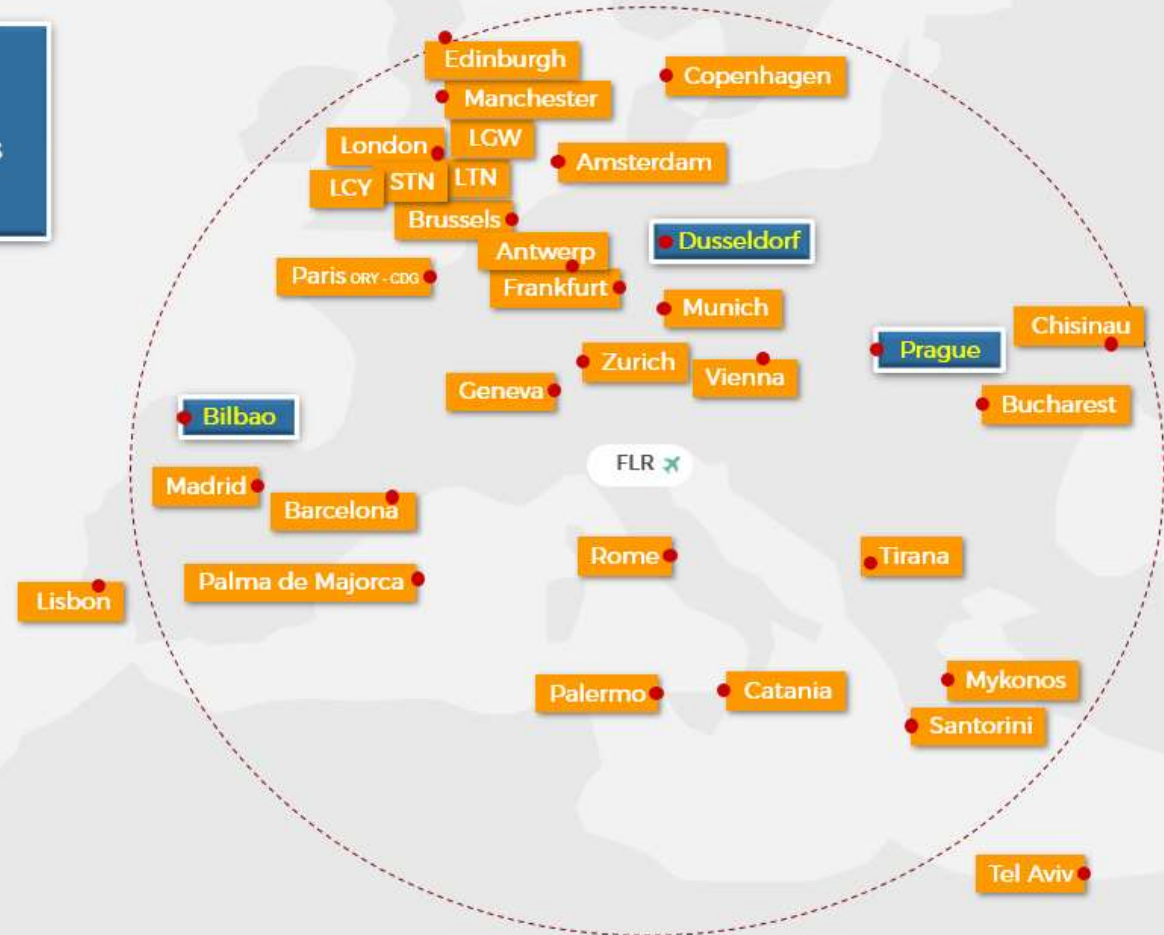 s
Edinburgh
Copenhagen
Manchester
LGW
London
Amsterdam
LTN
STN
LCY
Brussels
Dusseldorf
Antwerp
Paris ORY - CDG
Frankfurt
Munich
Chisinau
Prague
Zurich
Vienna
Geneva
Bucharest
Bilbao
FLR
Madrid
Barcelona
Rome
Tirana
Palma de Majorca
Lisbon
Mykonos
Palermo
Catania
Santorini
Tel Aviv